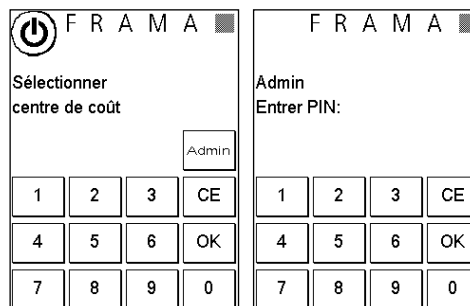 FRAMA
Sélectionner
centre de coût
Admin
1 2 3 CE
4 5 6 OK
7 8 9 0
FRAMA
Admin
Entrer PIN:
1 2 3 CE
4 5 6 OK
7 8 9 0